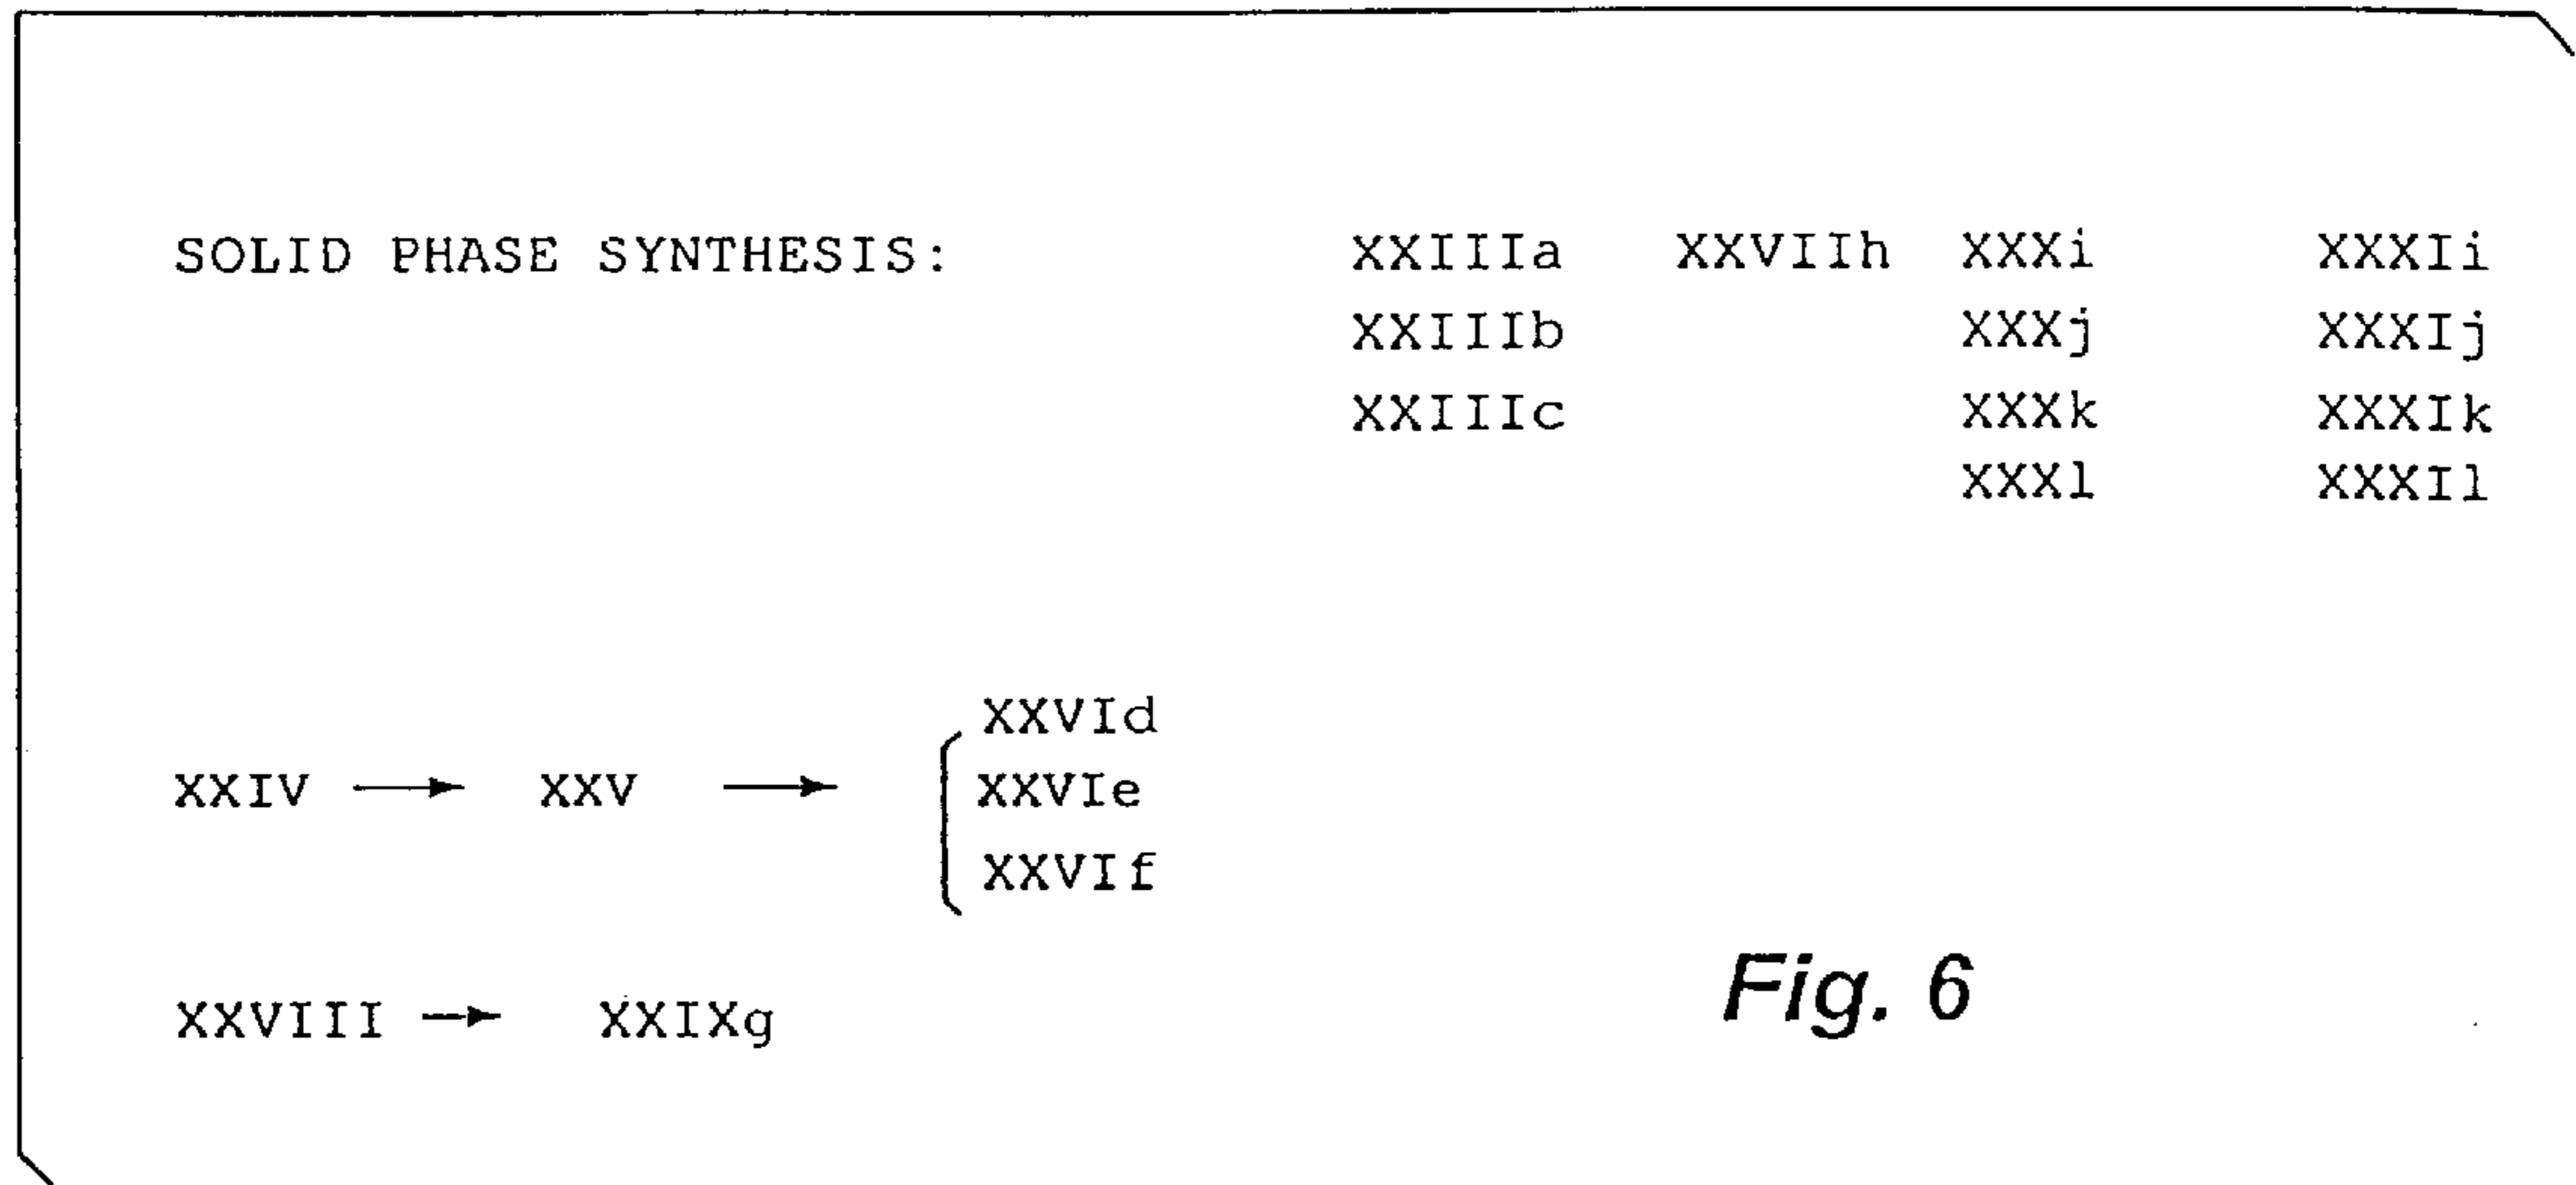 SOLID PHASE SYNTHESIS: XXIIIa XXVIIh XXXi XXXIi
XXIIIb XXXj XXXIj
XXIIIc XXXk XXXIk
XXXl XXXIl
XXVId
XXIV → XXV → XXVIe
XXVIf
XXVIII → XXIXg
Fig. 6